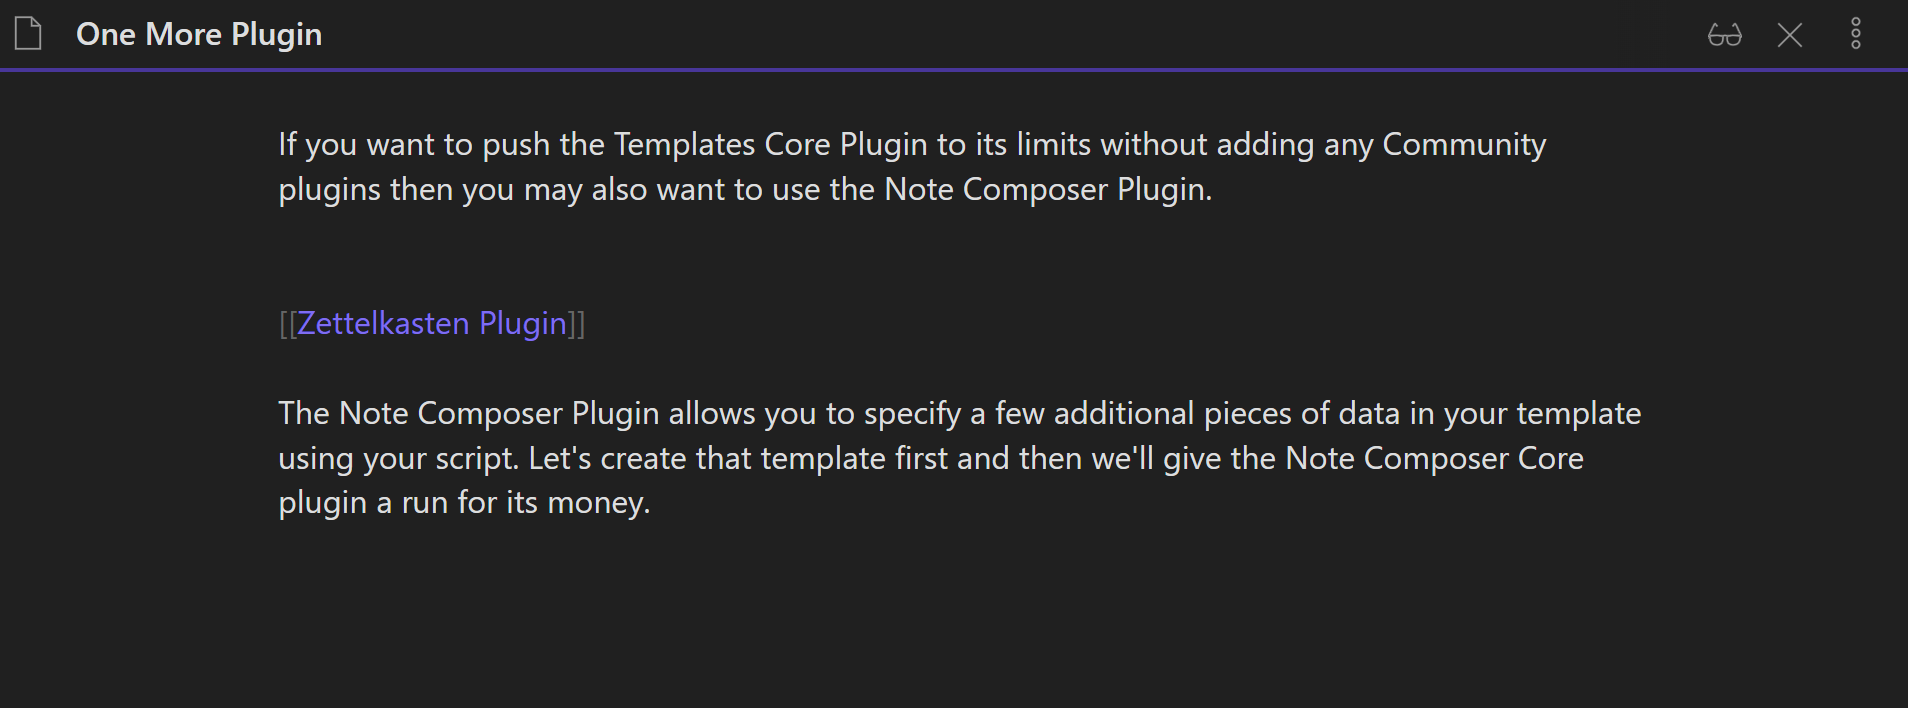 One More Plugin
If you want to push the Templates Core Plugin to its limits without adding any Community
plugins then you may also want to use the Note Composer Plugin.
[[Zettelkasten Plugin]]
The Note Composer Plugin allows you to specify a few additional pieces of data in your template
using your script. Let's create that template first and then we'll give the Note Composer Core
plugin a run for its money.